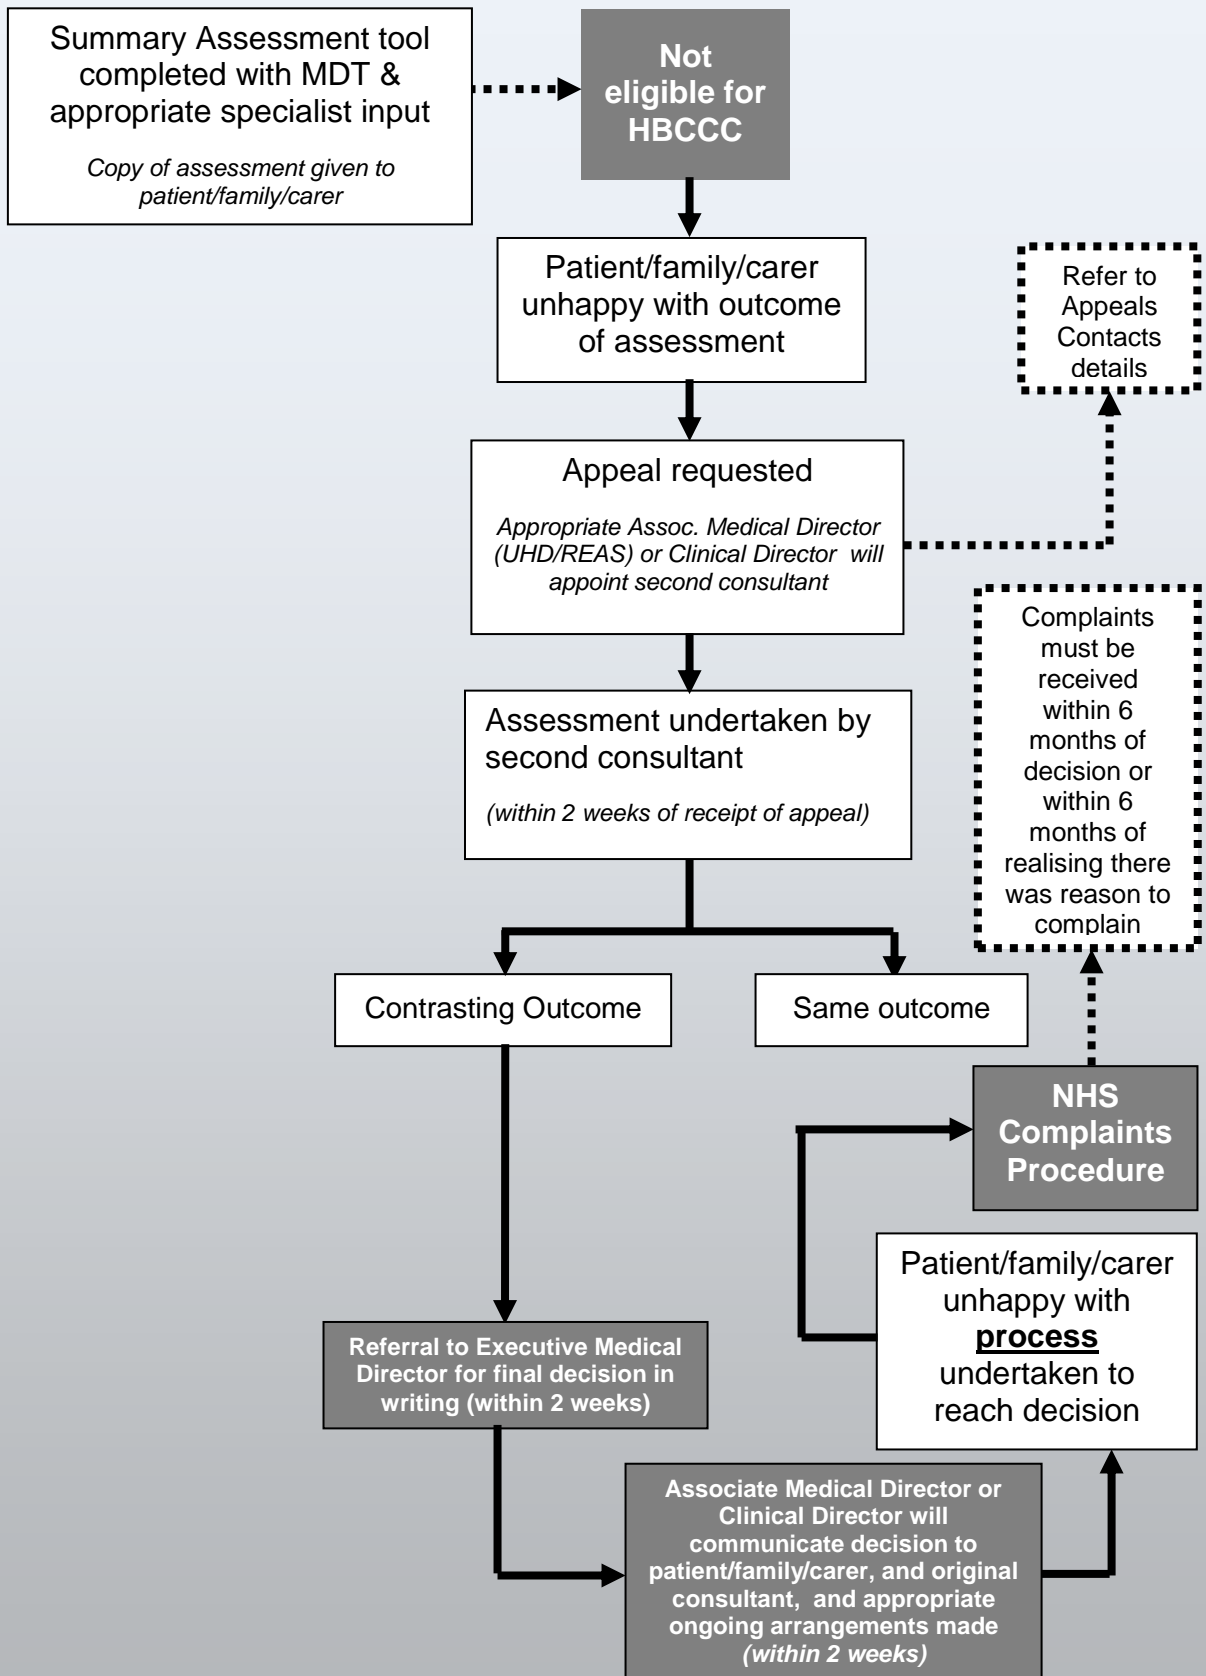 Summary Assessment tool
completed with MDT &
appropriate specialist input
Copy of assessment given to
patient/family/carer
Not
eligible for
HBCCC
Patient/family/carer
unhappy with outcome
of assessment
Refer to
Appeals
Contacts
details
Appeal requested
Appropriate Assoc. Medical Director
(UHD/REAS) or Clinical Director will
appoint second consultant
Complaints
must be
received
within 6
months of
decision or
within 6
months of
realising there
was reason to
complain
Assessment undertaken by
second consultant
(within 2 weeks of receipt of appeal)
Contrasting Outcome
Same outcome
NHS
Complaints
Procedure
Patient/family/carer
unhappy with
process
undertaken to
reach decision
Referral to Executive Medical
Director for final decision in
writing (within 2 weeks)
Associate Medical Director or
Clinical Director will
communicate decision to
patient/family/carer, and original
consultant, and appropriate
ongoing arrangements made
(within 2 weeks)